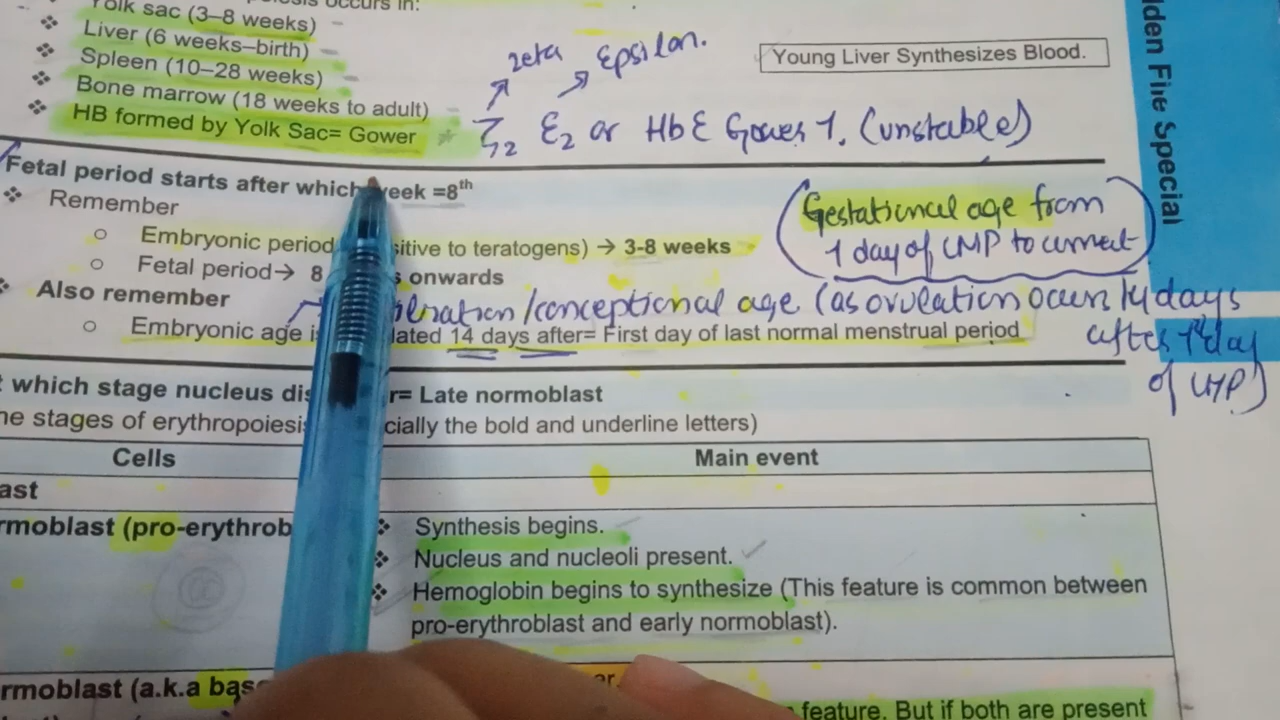 occurs in:
Yolk sac (3–8 weeks)
Liver (6 weeks–birth)
Spleen (10–28 weeks)
Bone marrow (18 weeks to adult)
HB formed by Yolk Sac= Gower
zeta
Epsilon.
ζ2 ε2 or Hb ε Gower 1. (unstable)
Young Liver Synthesizes Blood.
Fetal period starts after which week =8th
Remember
Embryonic period sitive to teratogens) → 3-8 weeks
Fetal period→ 8 onwards
Gestational age from
1 day of LMP to current
Also remember
/conceptional age (as ovulation occurs 14 days
after 1st day
of LMP)
Embryonic age lated 14 days after= First day of last normal menstrual period
which stage nucleus dis r= Late normoblast
he stages of erythropoiesi cially the bold and underline letters)
Cells Main event
ast
rmoblast (pro-erythrob
Synthesis begins.
Nucleus and nucleoli present.
Hemoglobin begins to synthesize (This feature is common between
pro-erythroblast and early normoblast).
rmoblast (a.k.a bas
feature. But if both are present
lden File Special